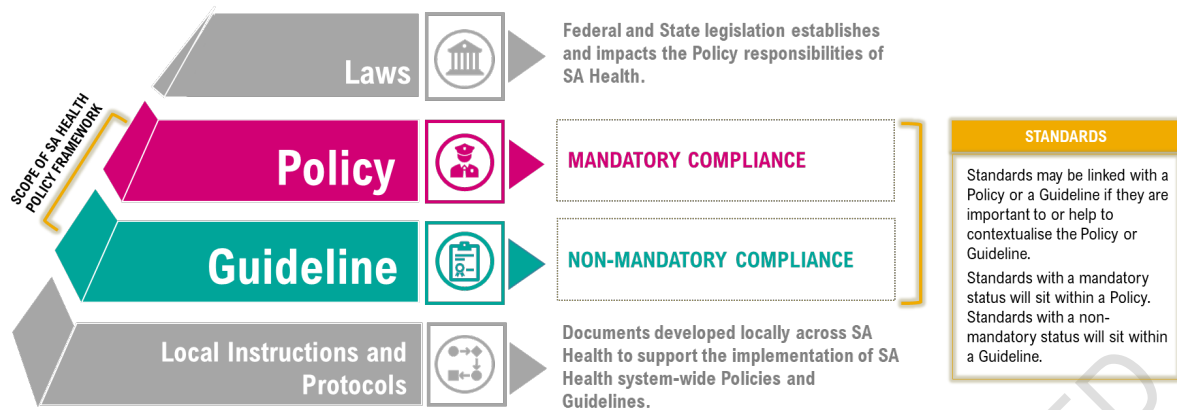 Laws
Federal and State legislation establishes
and impacts the Policy responsibilities of
SA Health.
SCOPE OF SA HEALTH
POLICY FRAMEWORK
Policy
MANDATORY COMPLIANCE
Guideline
NON-MANDATORY COMPLIANCE
Local Instructions and
Protocols
Documents developed locally across SA
Health to support the implementation of SA
Health system-wide Policies and
Guidelines.
STANDARDS
Standards may be linked with a
Policy or a Guideline if they are
important to or help to
contextualise the Policy or
Guideline.
Standards with a mandatory
status will sit within a Policy.
Standards with a non-
mandatory status will sit within
a Guideline.